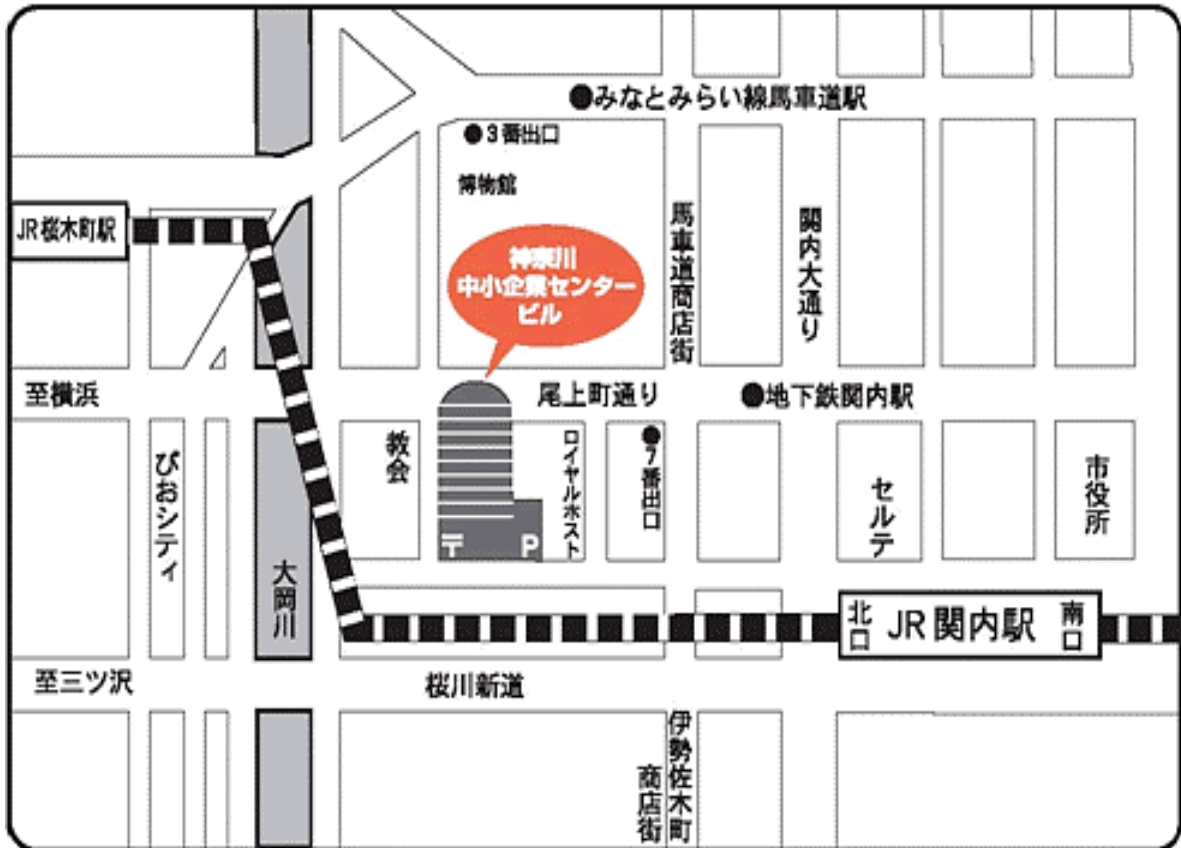 ●みなとみらい線馬車道駅
●3番出口
博物館
JR桜木町駅
馬車道商店街
関内大通り
神奈川
中小企業センター
ビル
至横浜
尾上町通り
●地下鉄関内駅
ぴおシティ
教会
ロイヤルホスト
●7番出口
セルテ
市役所
〒
P
大岡川
北口
JR関内駅
南口
至三ツ沢
桜川新道
伊勢佐木町
商店街